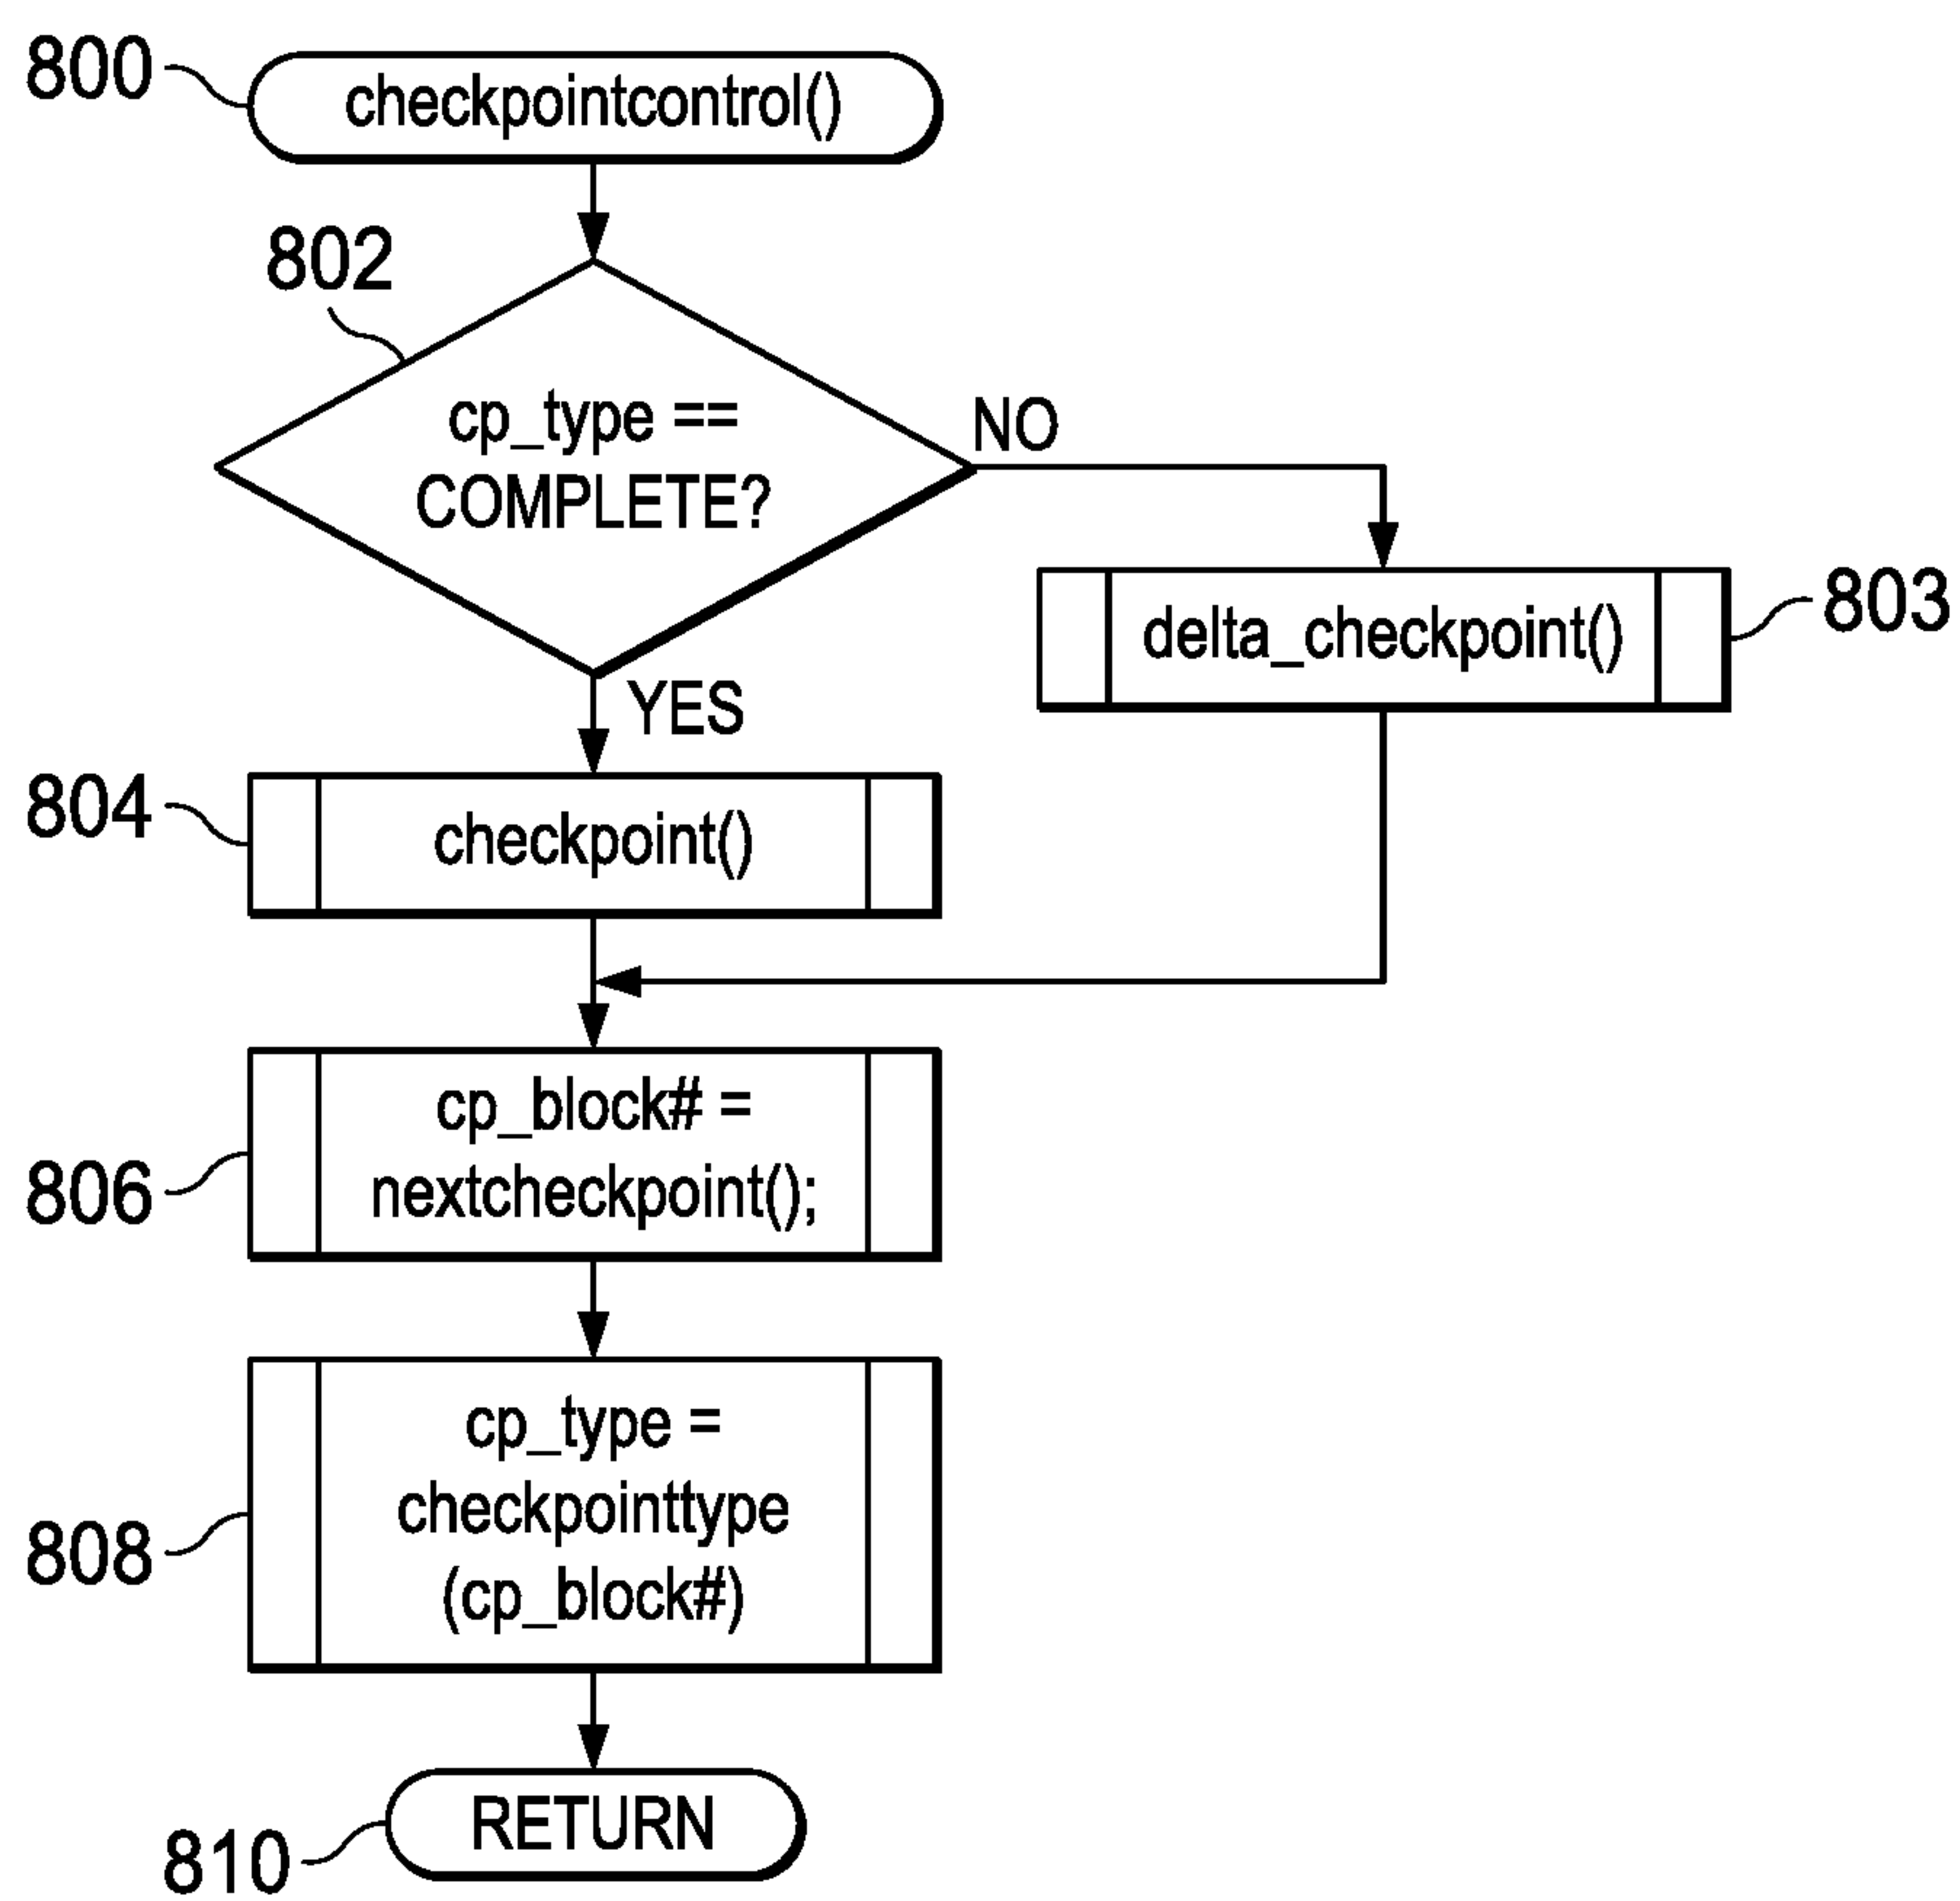 800
checkpointcontrol()
802
cp_type ==
COMPLETE?
NO
YES
delta_checkpoint()
803
804
checkpoint()
cp_block# =
nextcheckpoint();
806
cp_type =
checkpointtype
(cp_block#)
808
RETURN
810